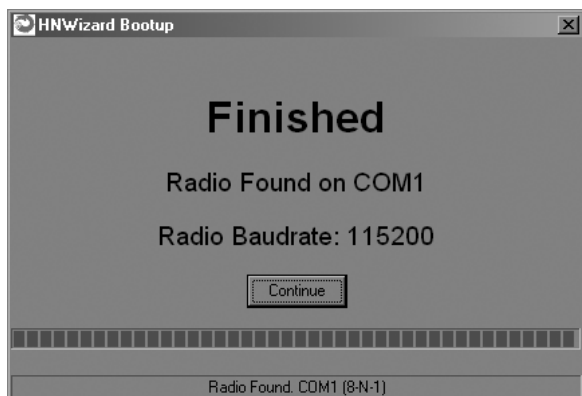 HNWizard Bootup
Finished
Radio Found on COM1
Radio Baudrate: 115200
Continue
Radio Found. COM1 (8-N-1)